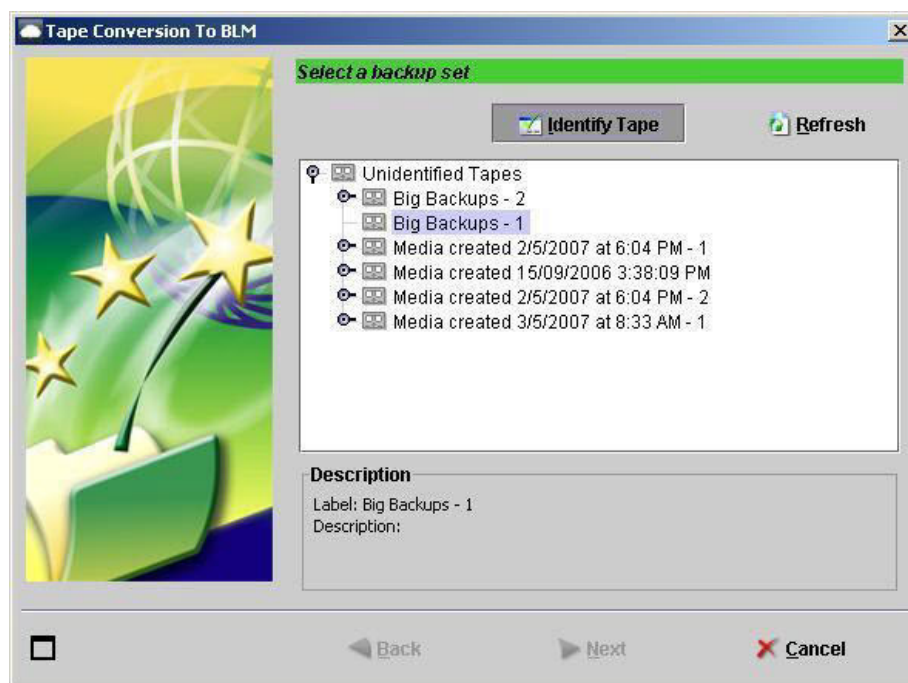 Tape Conversion To BLM
Select a backup set
Identify Tape Refresh
Unidentified Tapes
Big Backups - 2
Big Backups - 1
Media created 2/5/2007 at 6:04 PM - 1
Media created 15/09/2006 3:38:09 PM
Media created 2/5/2007 at 6:04 PM - 2
Media created 3/5/2007 at 8:33 AM - 1
Description
Label: Big Backups - 1
Description:
Back Next Cancel